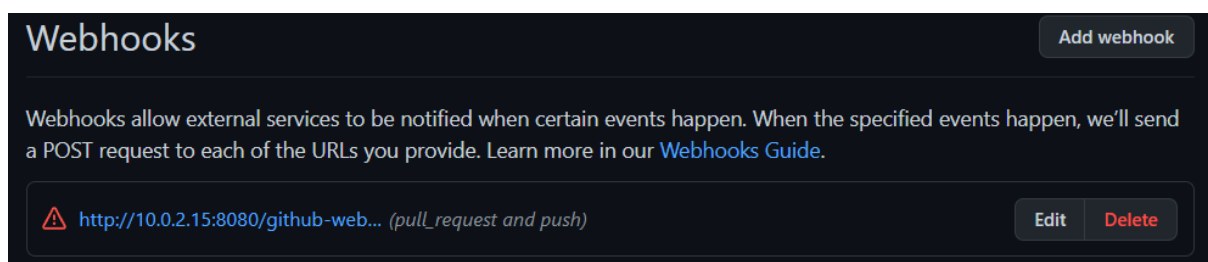 Webhooks
Add webhook
Webhooks allow external services to be notified when certain events happen. When the specified events happen, we’ll send
a POST request to each of the URLs you provide. Learn more in our Webhooks Guide.
http://10.0.2.15:8080/github-web... (pull_request and push)
Edit
Delete